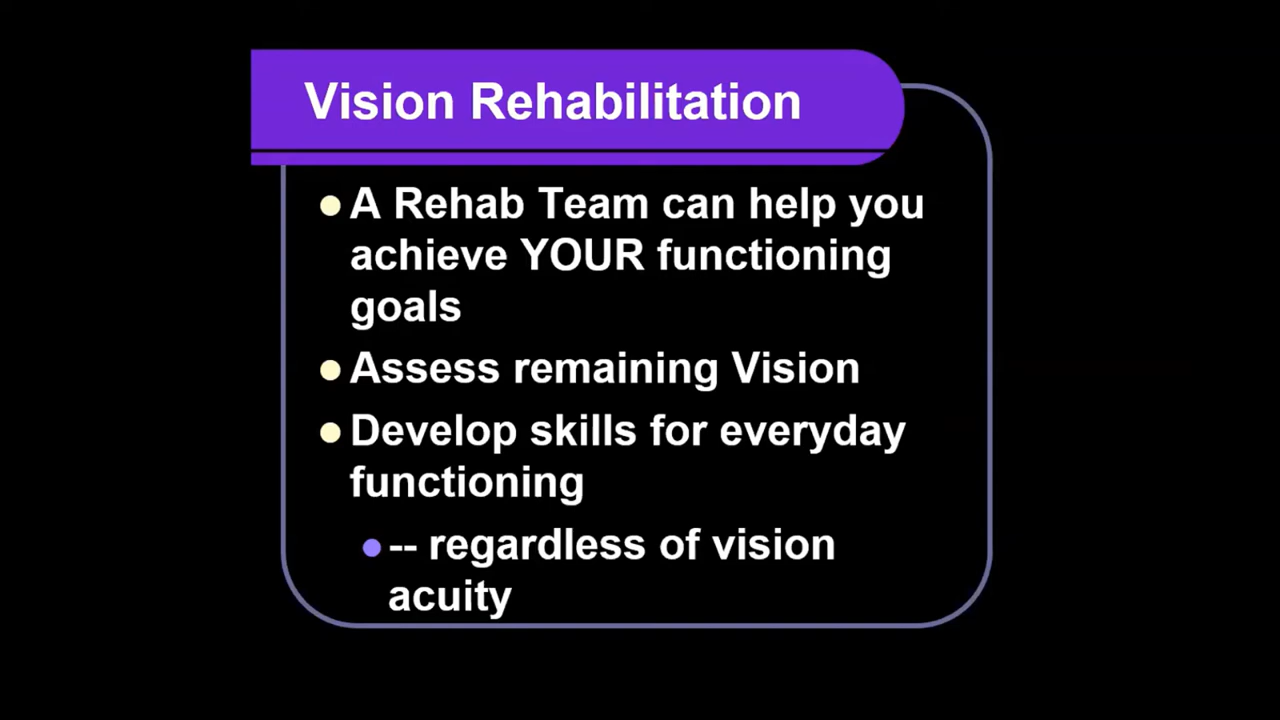 Vision Rehabilitation
A Rehab Team can help you
achieve YOUR functioning
goals
Assess remaining Vision
Develop skills for everyday
functioning
-- regardless of vision
acuity